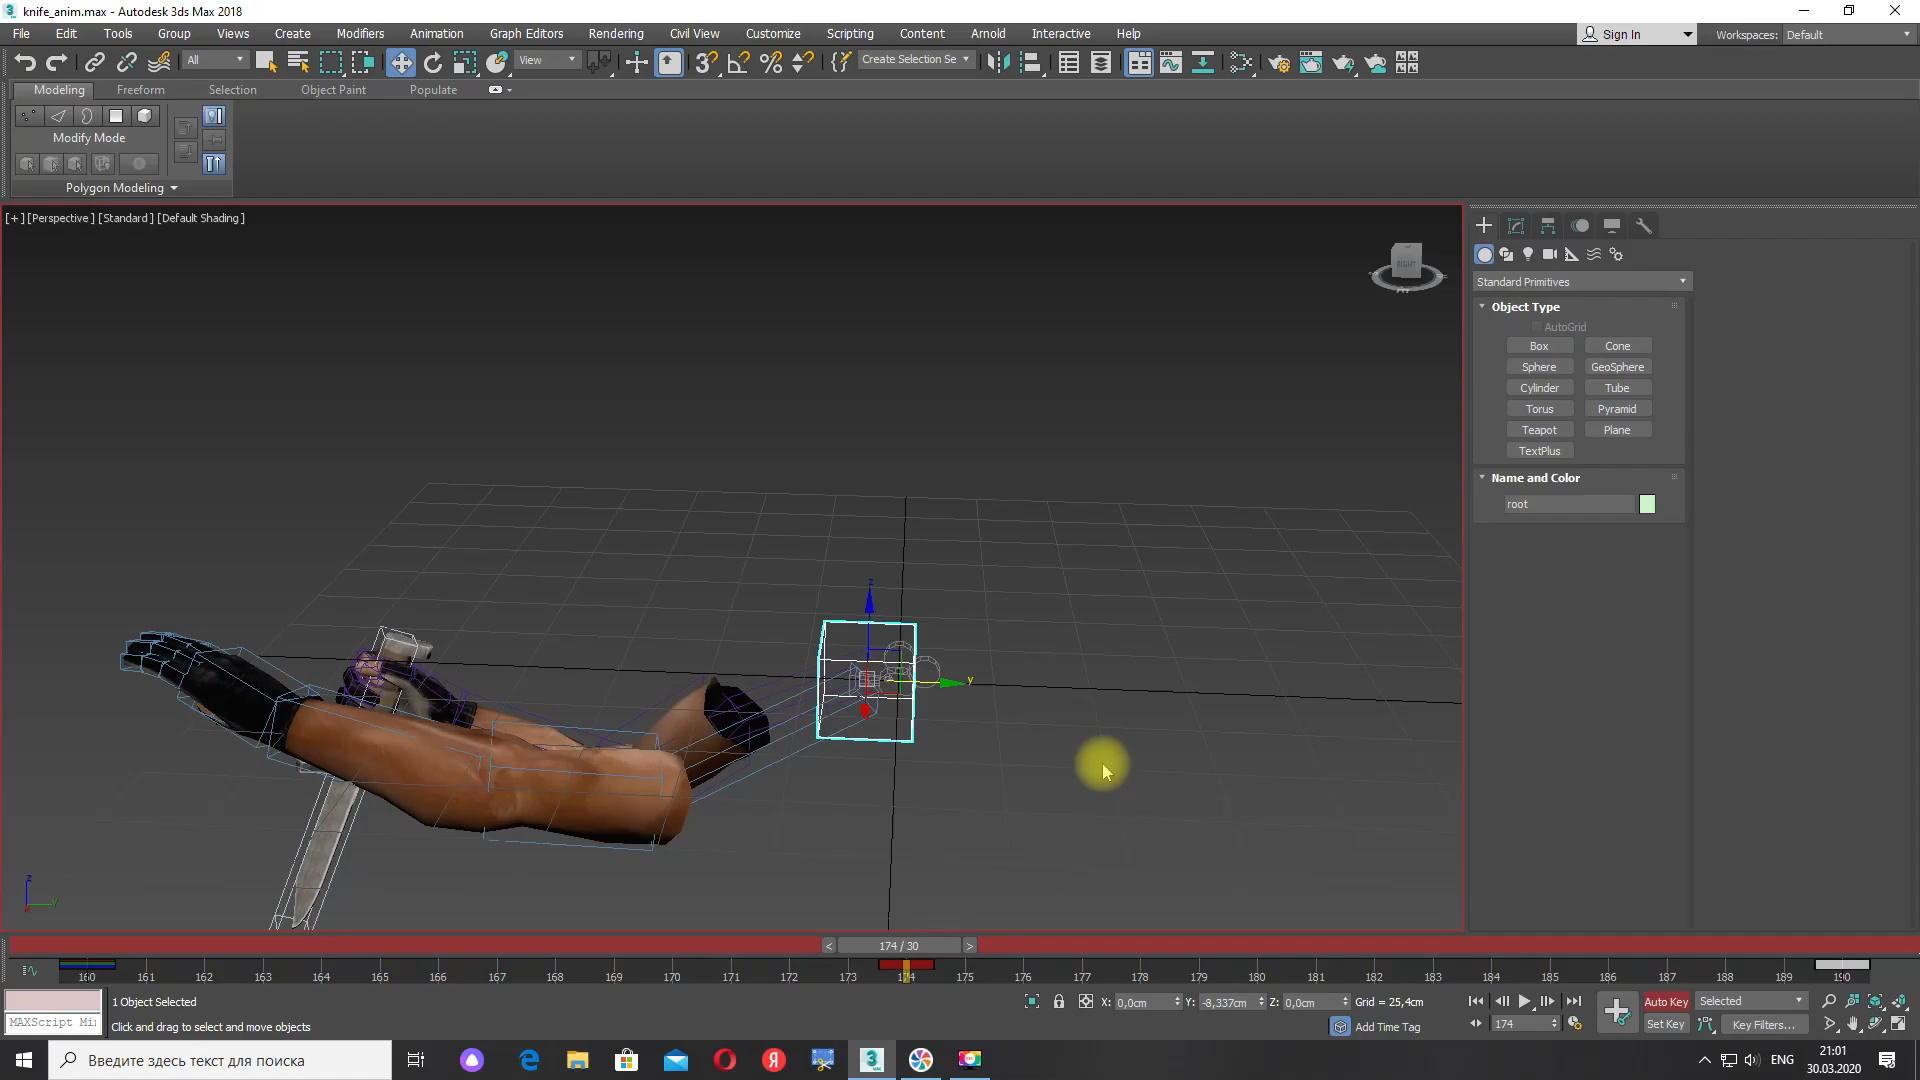 knife_anim.max - Autodesk 3ds Max 2018
File Edit Tools Group Views Create Modifiers Animation Graph Editors Rendering Civil View Customize Scripting Content Arnold Interactive Help
Sign In
Workspaces: Default
All
View
Create Selection Se
Modeling Freeform Selection Object Paint Populate
Modify Mode
Polygon Modeling
[+] [Perspective] [Standard] [Default Shading]
RIGHT
Standard Primitives
Object Type
AutoGrid
Box Cone
Sphere GeoSphere
Cylinder Tube
Torus Pyramid
Teapot Plane
TextPlus
Name and Color
root
z
y
z
y
< 174 / 30 >
160 161 162 163 164 165 166 167 168 169 170 171 172 173 174 175 176 177 178 179 180 181 182 183 184 185 186 187 188 189 190
1 Object Selected
X: 0,0cm Y: -8,337cm Z: 0,0cm Grid = 25,4cm
Auto Key Selected
MAXScript Mi
Click and drag to select and move objects
Add Time Tag
174
Set Key Key Filters...
Введите здесь текст для поиска
ENG
21:01
30.03.2020